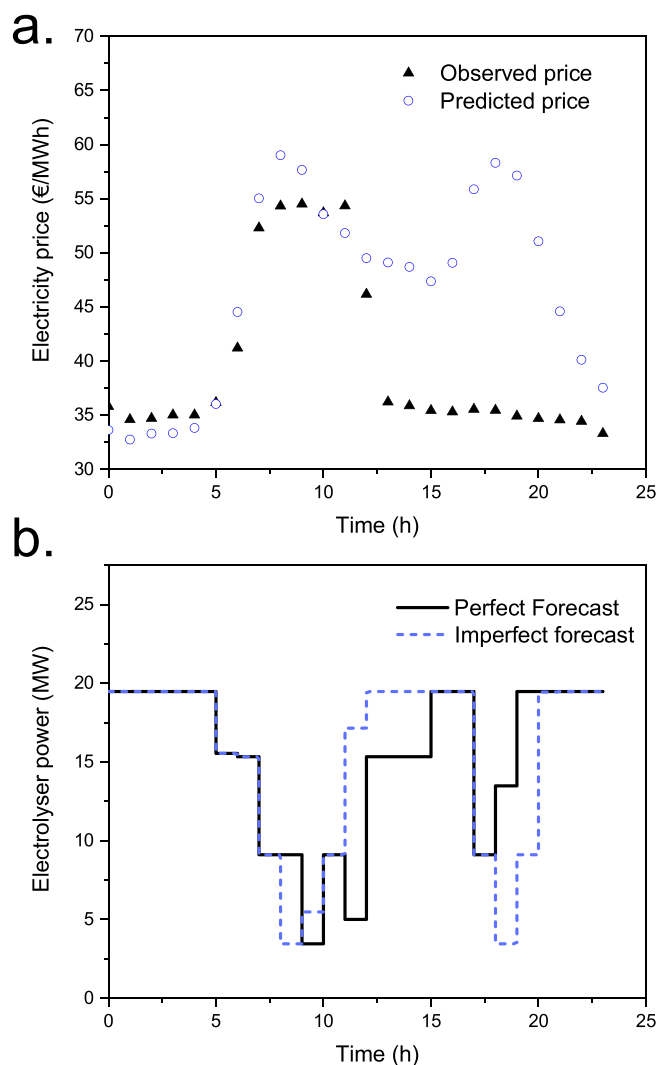 a.
70
65
60
55
50
45
40
35
30
Electricity price (€/MWh)
Observed price
Predicted price
0 5 10 15 20 25
Time (h)
b.
25
20
15
10
5
0
Electrolyser power (MW)
Perfect Forecast
Imperfect forecast
0 5 10 15 20 25
Time (h)